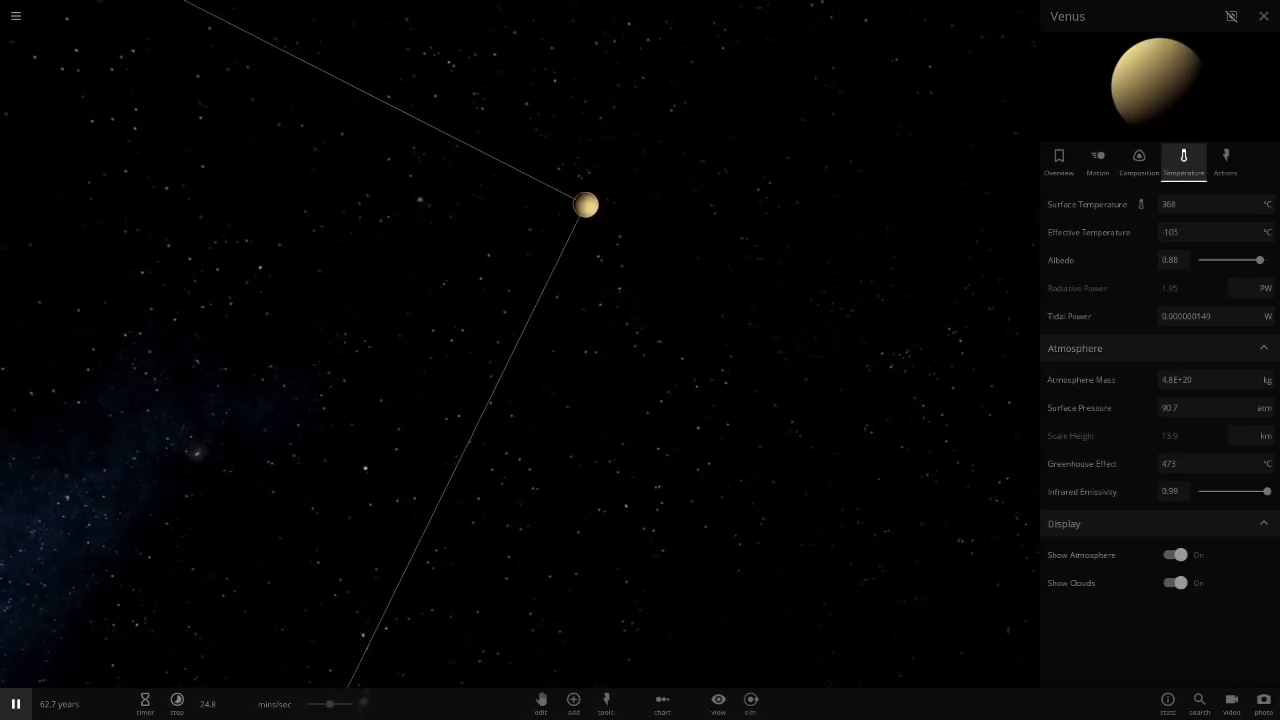 Venus
Overview Motion Composition Temperature Actions
Surface Temperature 368 °C
Effective Temperature -105 °C
Albedo 0.88
Radiative Power 1.95 PW
Tidal Power 0.000000149 W
Atmosphere
Atmosphere Mass 4.8E+20 kg
Surface Pressure 90.7 atm
Scale Height 13.9 km
Greenhouse Effect 473 °C
Infrared Emissivity 0.99
Display
Show Atmosphere On
Show Clouds On
62.7 years timer step 24.8 mins/sec edit add tools chart view sim stats search video photo